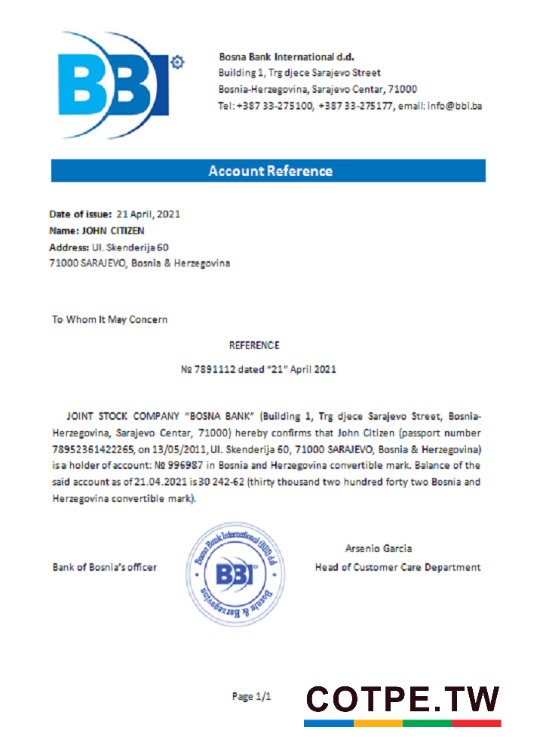 BBI
Bosna Bank International d.d.
Building 1, Trg djece Sarajevo Street
Bosnia-Herzegovina, Sarajevo Centar, 71000
Tel: +387 33-275100, +387 33-275177, email: info@bbi.ba
Account Reference
Date of issue: 21 April, 2021
Name: JOHN CITIZEN
Address: Ul. Skenderija 60
71000 SARAJEVO, Bosnia & Herzegovina
To Whom It May Concern
REFERENCE
№ 7891112 dated "21" April 2021
JOINT STOCK COMPANY "BOSNA BANK" (Building 1, Trg djece Sarajevo Street, Bosnia-
Herzegovina, Sarajevo Centar, 71000) hereby confirms that John Citizen (passport number
78952361422265, on 13/05/2011, Ul. Skenderija 60, 71000 SARAJEVO, Bosnia & Herzegovina)
is a holder of account: № 996987 in Bosnia and Herzegovina convertible mark. Balance of the
said account as of 21.04.2021 is 30 242-62 (thirty thousand two hundred forty two Bosnia and
Herzegovina convertible mark).
Bosna Bank International (BBI) d.d
BBI
Bosnia & Herzegovina
Arsenio Garcia
Bank of Bosnia's officer
Head of Customer Care Department
Page 1/1
COTPE.TW